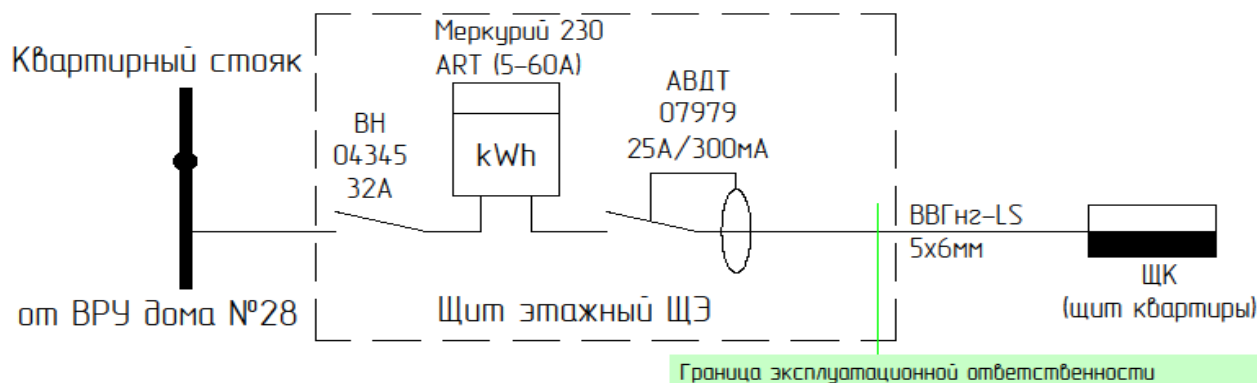 Квартирный стояк
от ВРУ дома №28
ВН
04345
32А
Меркурий 230
ART (5-60А)
kWh
АВДТ
07979
25А/300мА
Щит этажный ЩЭ
ВВГнг-LS
5х6мм
ЩК
(щит квартиры)
Граница эксплуатационной ответственности